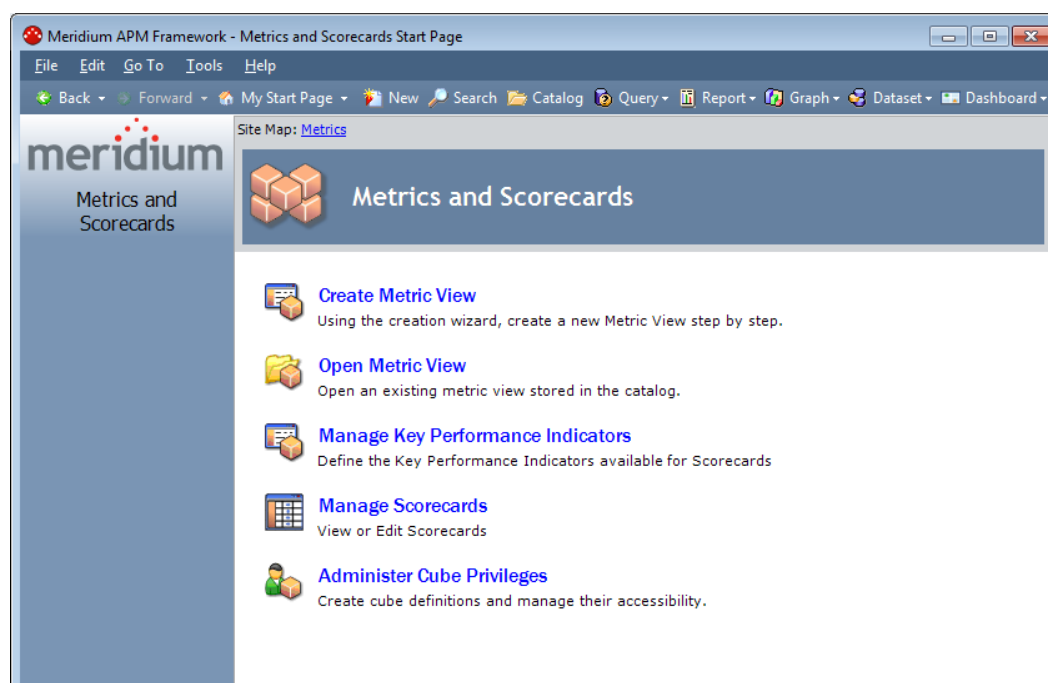 Meridium APM Framework - Metrics and Scorecards Start Page
File Edit Go To Tools Help
Back Forward My Start Page New Search Catalog Query Report Graph Dataset Dashboard
meridium
Metrics and
Scorecards
Site Map: Metrics
Metrics and Scorecards
Create Metric View
Using the creation wizard, create a new Metric View step by step.
Open Metric View
Open an existing metric view stored in the catalog.
Manage Key Performance Indicators
Define the Key Performance Indicators available for Scorecards
Manage Scorecards
View or Edit Scorecards
Administer Cube Privileges
Create cube definitions and manage their accessibility.